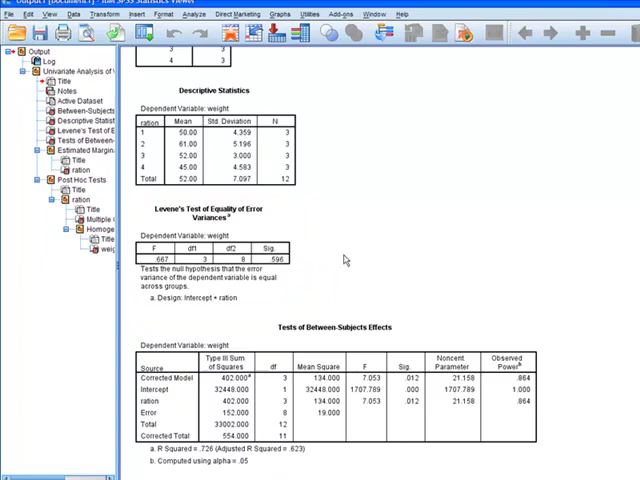 File Edit View Data Transform Insert Format Analyze Direct Marketing Graphs Utilities Add-ons Window Help
Output
Log
Univariate Analysis of V
Title
Notes
Active Dataset
Between-Subjects
Descriptive Statist
Levene's Test of E
Tests of Between-
Estimated Margina
Title
ration
Post Hoc Tests
Title
ration
Title
Multiple
Homoge
Title
weig
3 3
4 3
Descriptive Statistics
Dependent Variable: weight
ration Mean Std. Deviation N
1 50.00 4.359 3
2 61.00 5.196 3
3 52.00 3.000 3
4 45.00 4.583 3
Total 52.00 7.097 12
Levene's Test of Equality of Error
Variances a
Dependent Variable: weight
F df1 df2 Sig.
.667 3 8 .596
Tests the null hypothesis that the error
variance of the dependent variable is equal
across groups.
a. Design: Intercept + ration
Tests of Between-Subjects Effects
Dependent Variable: weight
Source Type III Sum of Squares df Mean Square F Sig. Noncent. Parameter Observed Power b
Corrected Model 402.000 a 3 134.000 7.053 .012 21.158 .864
Intercept 32448.000 1 32448.000 1707.789 .000 1707.789 1.000
ration 402.000 3 134.000 7.053 .012 21.158 .864
Error 152.000 8 19.000
Total 33002.000 12
Corrected Total 554.000 11
a. R Squared = .726 (Adjusted R Squared = .623)
b. Computed using alpha = .05